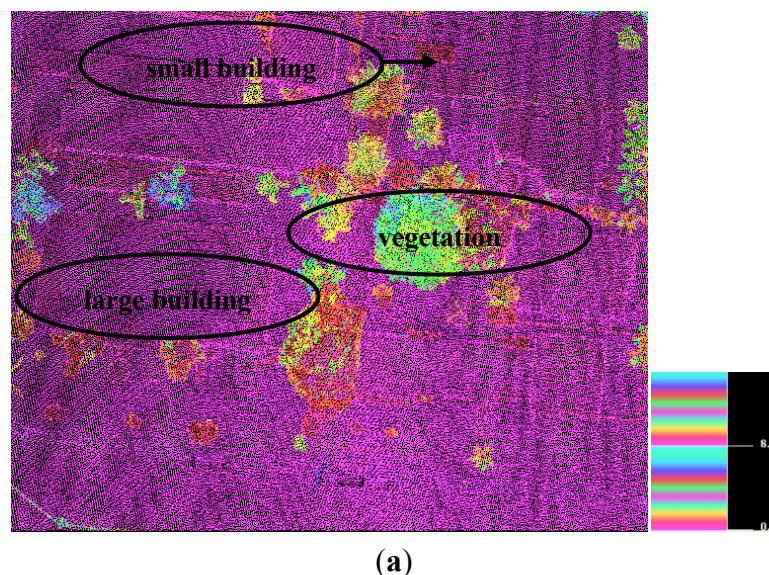 small building
vegetation
large building
8.
0.
(a)